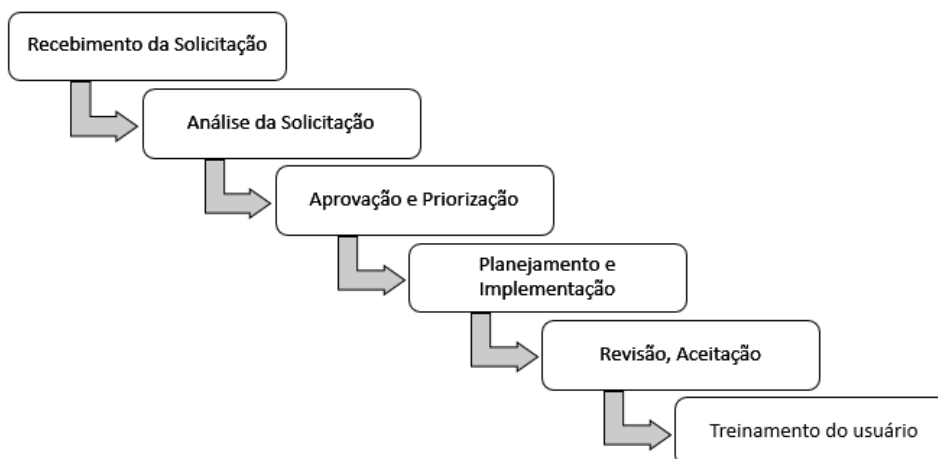 Recebimento da Solicitação
Análise da Solicitação
Aprovação e Priorização
Planejamento e
Implementação
Revisão, Aceitação
Treinamento do usuário